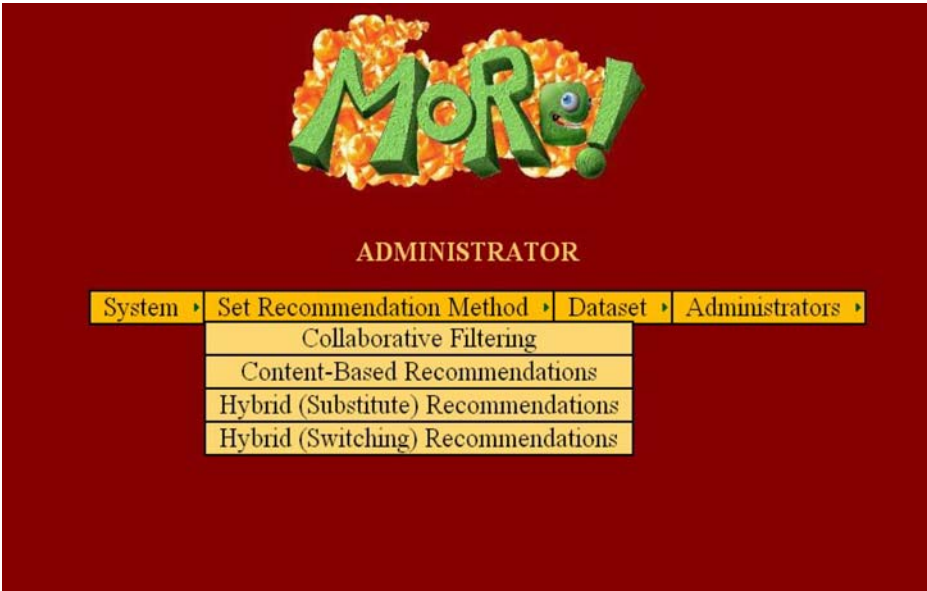 MoRe!
ADMINISTRATOR
System Set Recommendation Method Dataset Administrators
Collaborative Filtering
Content-Based Recommendations
Hybrid (Substitute) Recommendations
Hybrid (Switching) Recommendations